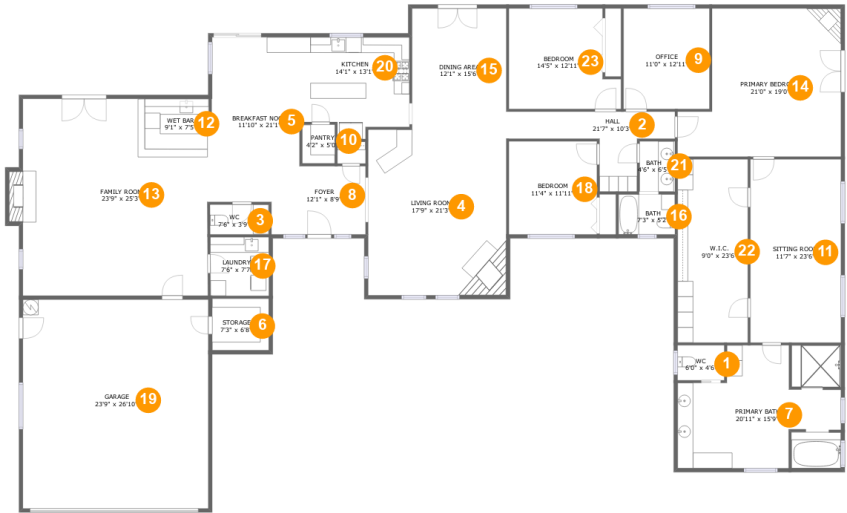 KITCHEN
14'1" x 13'1
20
DINING AREA
12'1" x 15'6
15
BEDROOM
14'5" x 12'11
23
OFFICE
11'0" x 12'11
9
PRIMARY BEDR
21'0" x 19'0
14
WET BAR
9'1" x 7'5
12
BREAKFAST NO
11'10" x 21'1
5
PANTRY
4'2" x 5'0
10
HALL
21'7" x 10'3
2
BATH
4'6" x 6'5
21
FAMILY ROOM
23'9" x 25'3
13
FOYER
12'1" x 8'9
8
LIVING ROOM
17'9" x 21'3
4
BEDROOM
11'4" x 11'11
18
BATH
7'3" x 5'2
16
WC
7'6" x 3'9
3
W.I.C.
9'0" x 23'6
22
SITTING ROO
11'7" x 23'6
11
LAUNDRY
7'6" x 7'7
17
STORAGE
7'3" x 6'8
6
WC
6'0" x 4'6
1
GARAGE
23'9" x 26'10
19
PRIMARY BATH
20'11" x 15'9
7